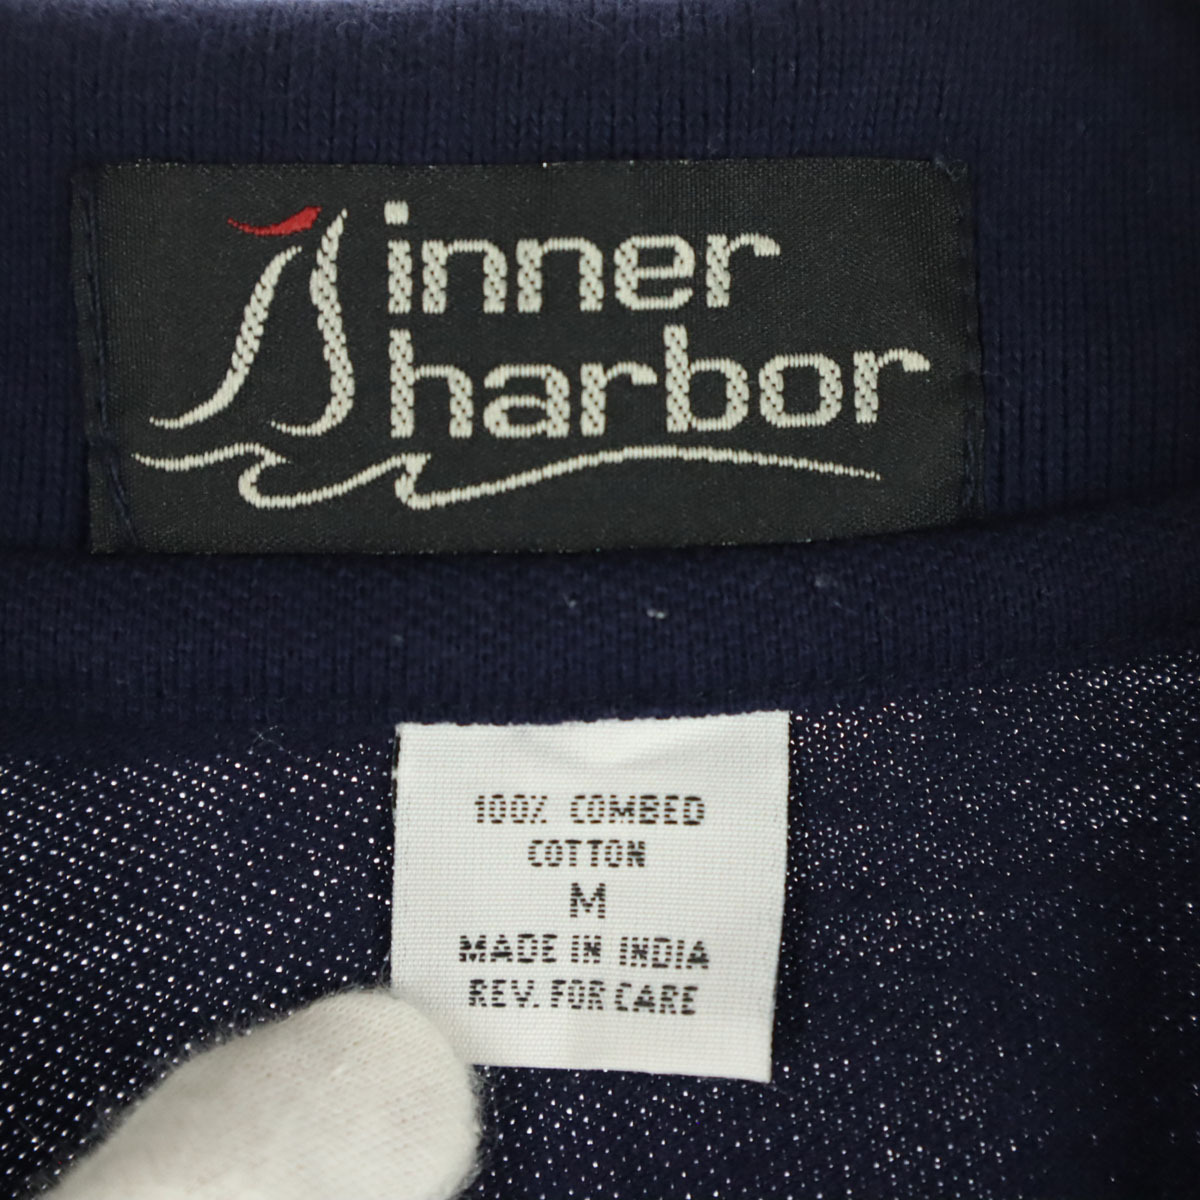 inner
harbor
100% COMBED
COTTON
M
MADE IN INDIA
REV. FOR CARE